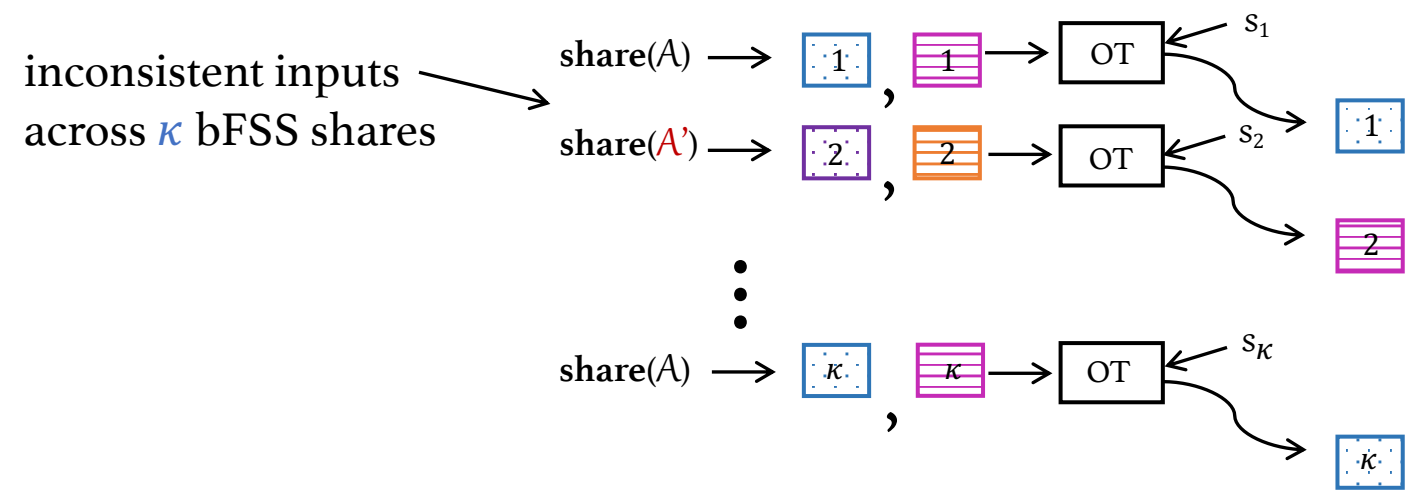 inconsistent inputs
across κ bFSS shares
share(A)
1 , 1
OT
s₁
1
share(A’)
2 , 2
OT
s₂
2
share(A)
κ , κ
OT
sκ
κ